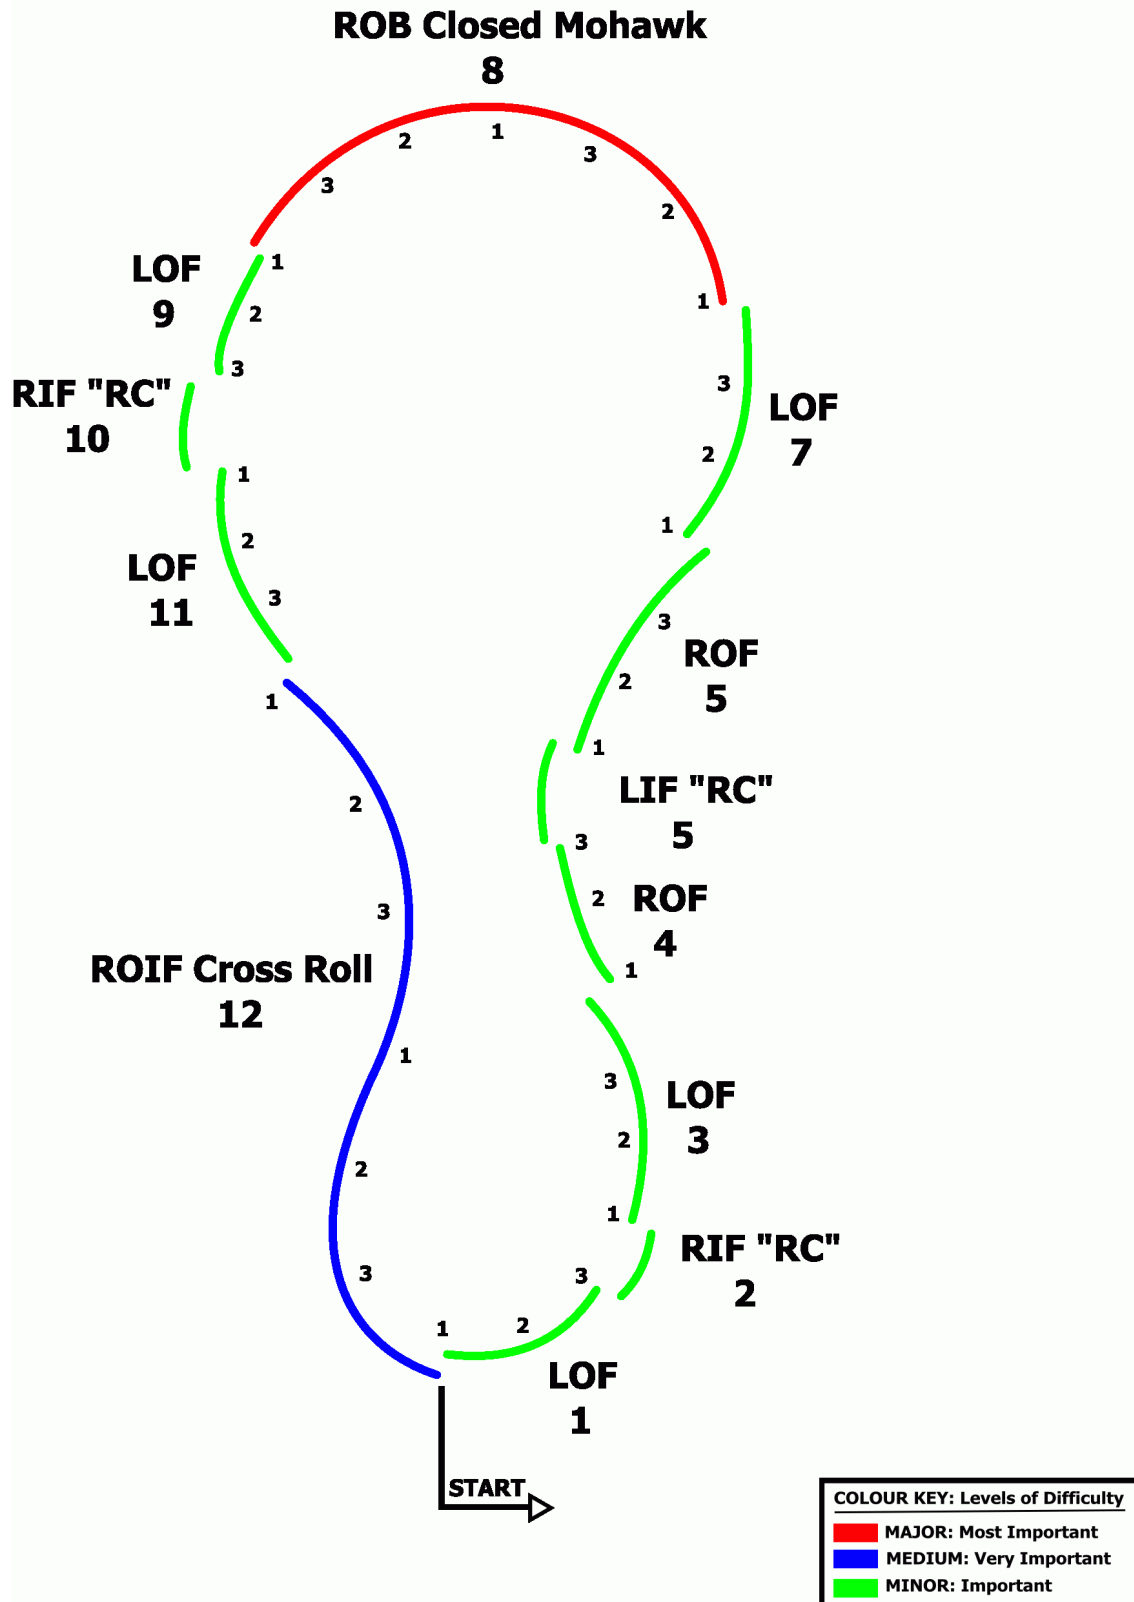 ROB Closed Mohawk
8
2
1
3
3
2
1
LOF
9
1
2
3
RIF "RC"
10
3
LOF
7
2
1
1
2
3
LOF
11
1
3
ROF
5
2
1
LIF "RC"
5
3
2
ROF
4
1
2
3
ROIF Cross Roll
12
1
2
3
3
LOF
3
2
1
RIF "RC"
2
3
2
1
LOF
1
START
COLOUR KEY: Levels of Difficulty
MAJOR: Most Important
MEDIUM: Very Important
MINOR: Important